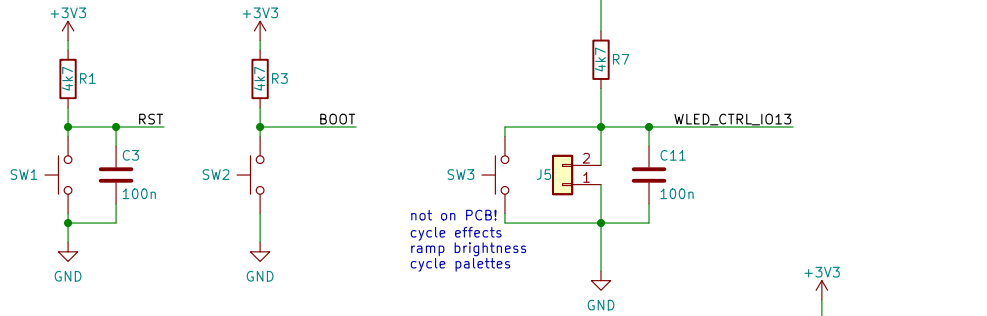 +3V3
4k7
R1
RST
C3
100n
SW1
GND
+3V3
4k7
R3
BOOT
SW2
GND
4k7
R7
WLED_CTRL_IO13
SW3
J5
2
1
C11
100n
not on PCB!
cycle effects
ramp brightness
cycle palettes
GND
+3V3